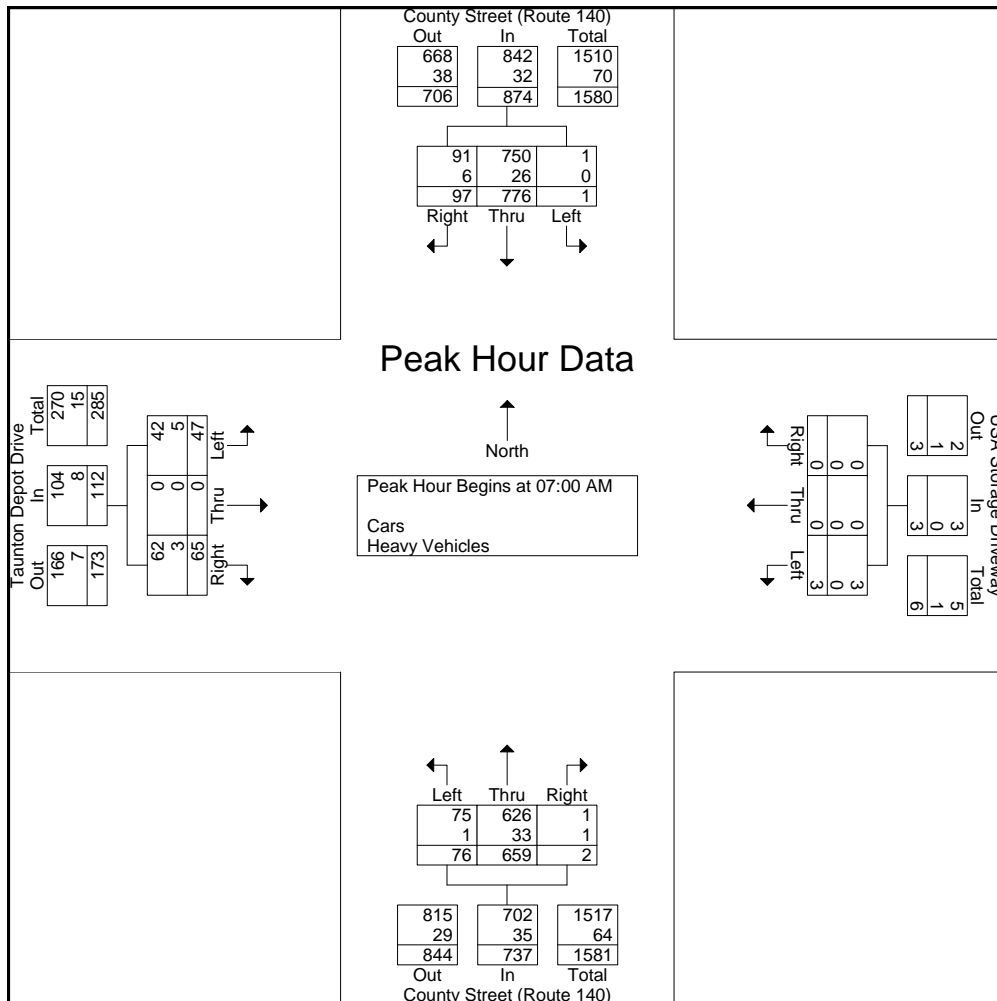 County Street (Route 140)
Out In Total
668 842 1510
38 32 70
706 874 1580
91 750 1
6 26 0
97 776 1
Right Thru Left
Peak Hour Data
North
Peak Hour Begins at 07:00 AM
Cars
Heavy Vehicles
Taunton Depot Drive
Out In Total
166 104 270
7 8 15
173 112 285
62 0 42
3 0 5
65 0 47
Right Thru Left
USA Storage Driveway
Out In Total
2 3 5
1 0 1
3 3 6
0 0 3
0 0 0
0 0 3
Right Thru Left
Left Thru Right
75 626 1
1 33 1
76 659 2
815 702 1517
29 35 64
844 737 1581
Out In Total
County Street (Route 140)